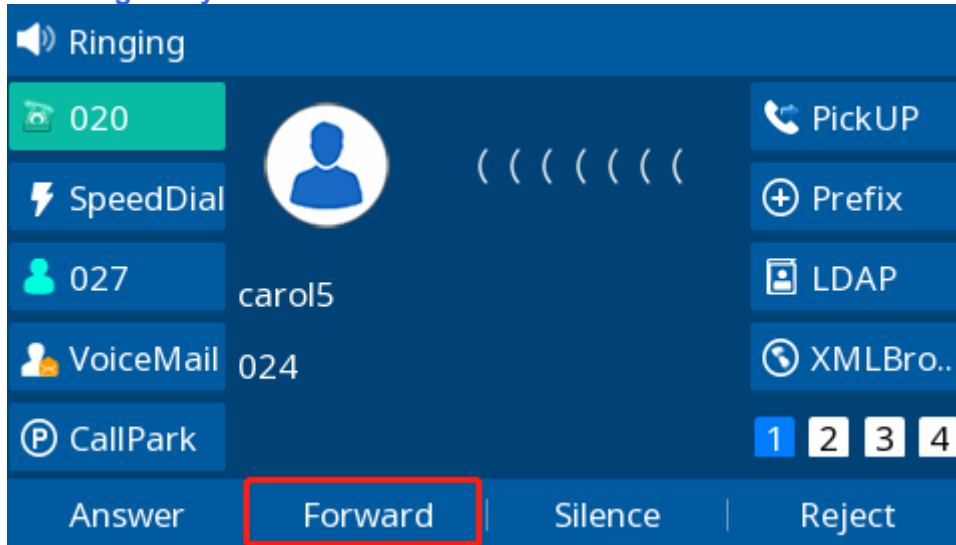 Ringing
020
PickUP
SpeedDial
Prefix
027
carol5
LDAP
VoiceMail
024
XMLBro..
P CallPark
1 2 3 4
Answer Forward Silence Reject